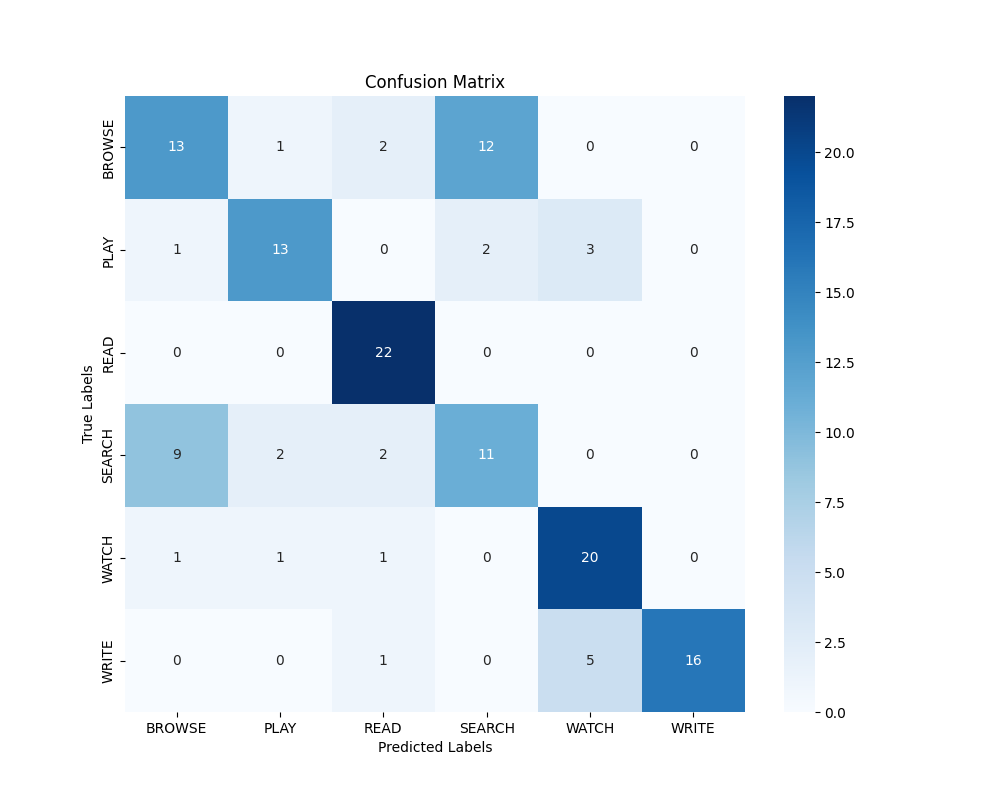 Confusion Matrix
True Labels
BROWSE 13 1 2 12 0 0
PLAY 1 13 0 2 3 0
READ 0 0 22 0 0 0
SEARCH 9 2 2 11 0 0
WATCH 1 1 1 0 20 0
WRITE 0 0 1 0 5 16
BROWSE PLAY READ SEARCH WATCH WRITE
Predicted Labels
20.0
17.5
15.0
12.5
10.0
7.5
5.0
2.5
0.0